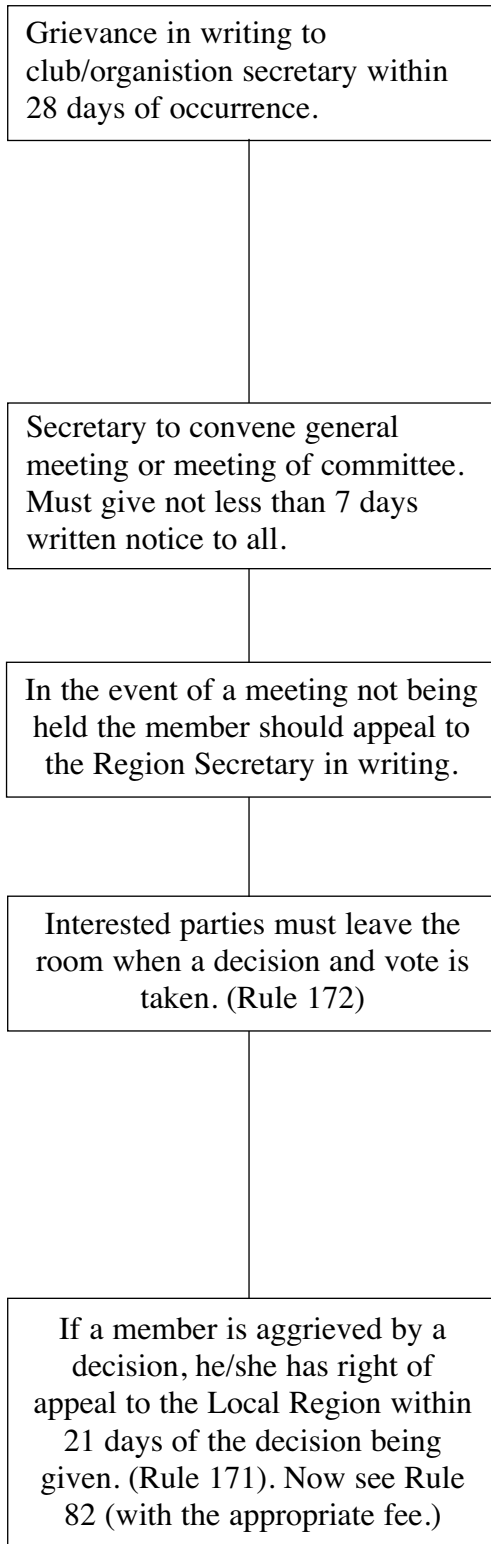 Grievance in writing to
club/organistion secretary within
28 days of occurrence.
Secretary to convene general
meeting or meeting of committee.
Must give not less than 7 days
written notice to all.
In the event of a meeting not being
held the member should appeal to
the Region Secretary in writing.
Interested parties must leave the
room when a decision and vote is
taken. (Rule 172)
If a member is aggrieved by a
decision, he/she has right of
appeal to the Local Region within
21 days of the decision being
given. (Rule 171). Now see Rule
82 (with the appropriate fee.)